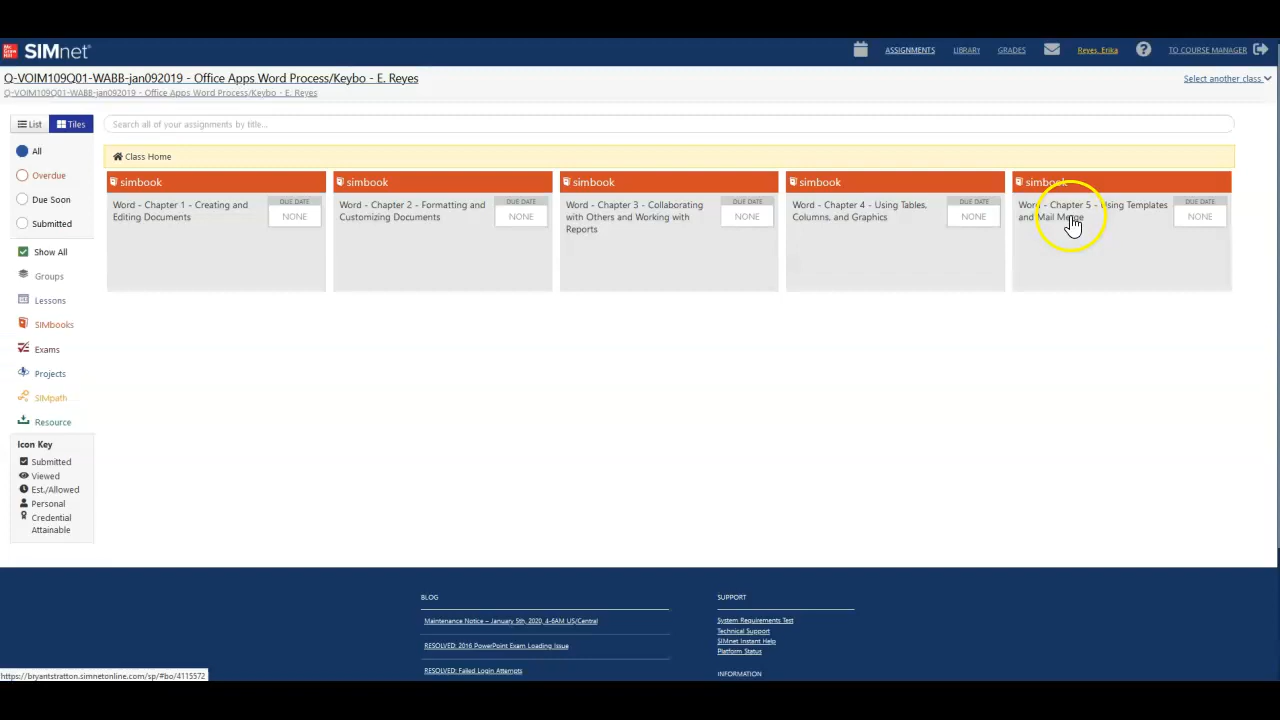 Mc Graw Hill SIMnet
ASSIGNMENTS LIBRARY GRADES Reyes, Erika TO COURSE MANAGER
Q-VOIM109Q01-WABB-jan092019 - Office Apps Word Process/Keybo - E. Reyes
Q-VOIM109Q01-WABB-jan092019 - Office Apps Word Process/Keybo - E. Reyes
Select another class
List Tiles
Search all of your assignments by title...
All
Overdue
Due Soon
Submitted
Show All
Groups
Lessons
SIMbooks
Exams
Projects
SIMpath
Resource
Icon Key
Submitted
Viewed
Est./Allowed
Personal
Credential
Attainable
Class Home
simbook
Word - Chapter 1 - Creating and
Editing Documents
DUE DATE
NONE
simbook
Word - Chapter 2 - Formatting and
Customizing Documents
DUE DATE
NONE
simbook
Word - Chapter 3 - Collaborating
with Others and Working with
Reports
DUE DATE
NONE
simbook
Word - Chapter 4 - Using Tables,
Columns, and Graphics
DUE DATE
NONE
simbook
Word - Chapter 5 - Using Templates
and Mail Merge
DUE DATE
NONE
BLOG
Maintenance Notice – January 5th, 2020, 4-6AM US/Central
RESOLVED: 2016 PowerPoint Exam Loading Issue
RESOLVED: Failed Login Attempts
SUPPORT
System Requirements Test
Technical Support
SIMnet Instant Help
Platform Status
INFORMATION
https://bryantstratton.simnetonline.com/sp/#bo/4115572